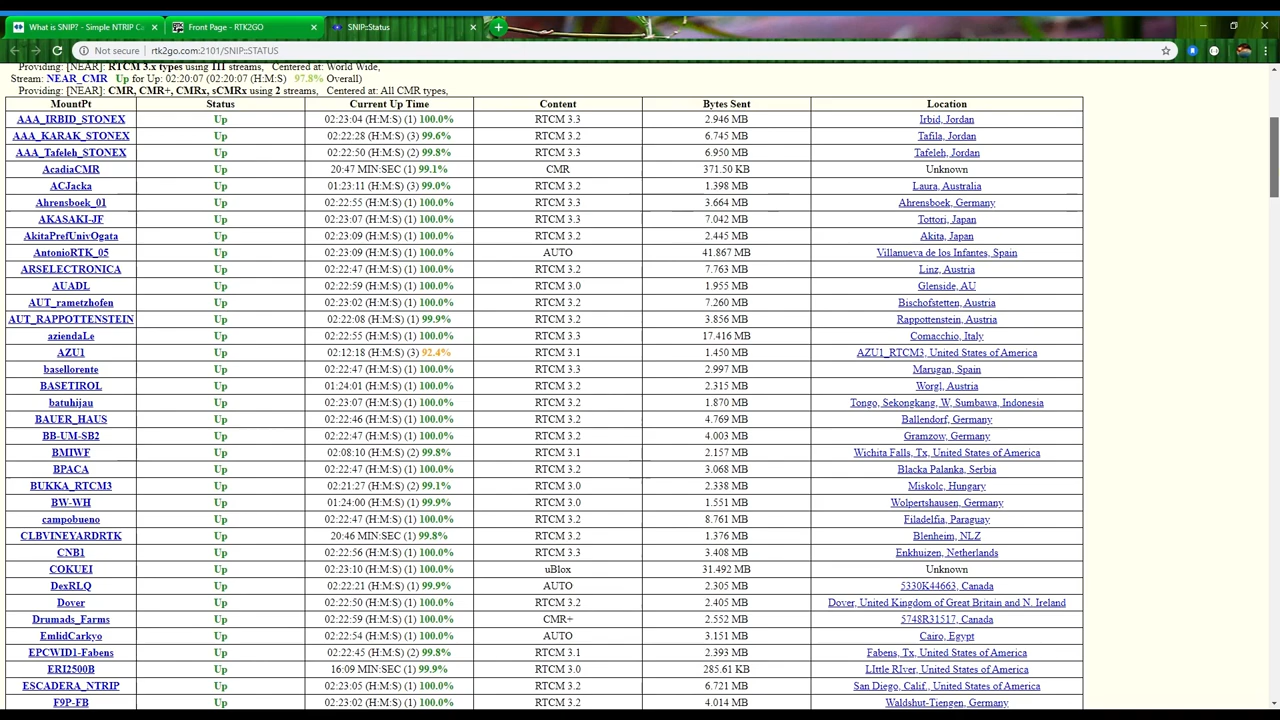 What is SNIP? - Simple NTRIP C
Front Page - RTK2GO
SNIP::Status
Not secure
rtk2go.com:2101/SNIP::STATUS
Providing: [NEAR]: RTCM 3.x types using 111 streams, Centered at: World Wide,
Stream: NEAR_CMR Up for Up: 02:20:07 (02:20:07 (H:M:S) 97.8% Overall)
Providing: [NEAR]: CMR, CMR+, CMRx, sCMRx using 2 streams, Centered at: All CMR types,
MountPt Status Current Up Time Content Bytes Sent Location
AAA_IRBID_STONEX Up 02:23:04 (H:M:S) (1) 100.0% RTCM 3.3 2.946 MB Irbid, Jordan
AAA_KARAK_STONEX Up 02:22:28 (H:M:S) (3) 99.6% RTCM 3.2 6.745 MB Tafila, Jordan
AAA_Tafeleh_STONEX Up 02:22:50 (H:M:S) (2) 99.8% RTCM 3.3 6.950 MB Tafeleh, Jordan
AcadiaCMR Up 20:47 MIN:SEC (1) 99.1% CMR 371.50 KB Unknown
ACJacka Up 01:23:11 (H:M:S) (3) 99.0% RTCM 3.2 1.398 MB Laura, Australia
Ahrensboek_01 Up 02:22:55 (H:M:S) (1) 100.0% RTCM 3.2 3.664 MB Ahrensboek, Germany
AKASAKI-JF Up 02:23:07 (H:M:S) (1) 100.0% RTCM 3.3 7.042 MB Tottori, Japan
AkitaPrefUnivOgata Up 02:23:09 (H:M:S) (1) 100.0% RTCM 3.2 2.445 MB Akita, Japan
AntonioRTK_05 Up 02:23:09 (H:M:S) (1) 100.0% AUTO 41.867 MB Villanueva de los Infantes, Spain
ARSELECTRONICA Up 02:22:47 (H:M:S) (1) 100.0% RTCM 3.2 7.763 MB Linz, Austria
AUADL Up 02:22:59 (H:M:S) (1) 100.0% RTCM 3.0 1.955 MB Glenside, AU
AUT_rametzhofen Up 02:23:02 (H:M:S) (1) 100.0% RTCM 3.2 7.260 MB Bischofstetten, Austria
AUT_RAPPOTTENSTEIN Up 02:22:08 (H:M:S) (1) 99.9% RTCM 3.2 3.856 MB Rappottenstein, Austria
aziendaLe Up 02:22:55 (H:M:S) (1) 100.0% RTCM 3.3 17.416 MB Comacchio, Italy
AZU1 Up 02:12:18 (H:M:S) (3) 92.4% RTCM 3.1 1.450 MB AZU1_RTCM3, United States of America
basellorente Up 02:22:47 (H:M:S) (1) 100.0% RTCM 3.3 2.997 MB Marugan, Spain
BASETIROL Up 01:24:01 (H:M:S) (1) 100.0% RTCM 3.2 2.315 MB Worgl, Austria
batuhijau Up 02:23:07 (H:M:S) (1) 100.0% RTCM 3.2 1.870 MB Tongo, Sekongkang, W, Sumbawa, Indonesia
BAUER_HAUS Up 02:22:46 (H:M:S) (1) 100.0% RTCM 3.2 4.769 MB Ballendorf, Germany
BB-UM-SB2 Up 02:22:47 (H:M:S) (1) 100.0% RTCM 3.2 4.003 MB Gramzow, Germany
BMIWF Up 02:08:10 (H:M:S) (2) 99.8% RTCM 3.1 2.157 MB Wichita Falls, Tx, United States of America
BPACA Up 02:22:47 (H:M:S) (1) 100.0% RTCM 3.2 3.068 MB Blacka Palanka, Serbia
BUKKA_RTCM3 Up 02:21:27 (H:M:S) (2) 99.1% RTCM 3.0 2.338 MB Miskolc, Hungary
BW-WH Up 01:24:00 (H:M:S) (1) 99.9% RTCM 3.0 1.551 MB Wolpertshausen, Germany
campobueno Up 02:22:47 (H:M:S) (1) 100.0% RTCM 3.2 8.761 MB Filadelfia, Paraguay
CLBVINEYARDRTK Up 20:46 MIN:SEC (1) 99.8% RTCM 3.2 1.376 MB Blenheim, NLZ
CNB1 Up 02:22:56 (H:M:S) (1) 100.0% RTCM 3.3 3.408 MB Enkhuizen, Netherlands
COKUEI Up 02:23:10 (H:M:S) (1) 100.0% uBlox 31.492 MB Unknown
DexRLQ Up 02:22:21 (H:M:S) (1) 99.9% AUTO 2.305 MB 5330K44663, Canada
Dover Up 02:22:50 (H:M:S) (1) 100.0% RTCM 3.2 2.405 MB Dover, United Kingdom of Great Britain and N. Ireland
Drumads_Farms Up 02:22:59 (H:M:S) (1) 100.0% CMR+ 2.552 MB 5748R31517, Canada
EmlidCarkyo Up 02:22:54 (H:M:S) (1) 100.0% AUTO 3.151 MB Cairo, Egypt
EPCWID1-Fabens Up 02:22:45 (H:M:S) (2) 99.8% RTCM 3.1 2.393 MB Fabens, Tx, United States of America
ERI2500B Up 16:09 MIN:SEC (1) 99.9% RTCM 3.0 285.61 KB LIttle RIver, United States of America
ESCADERA_NTRIP Up 02:23:05 (H:M:S) (1) 100.0% RTCM 3.2 6.721 MB San Diego, Calif., United States of America
F9P-FB Up 02:23:02 (H:M:S) (1) 100.0% RTCM 3.2 4.014 MB Waldshut-Tiengen, Germany